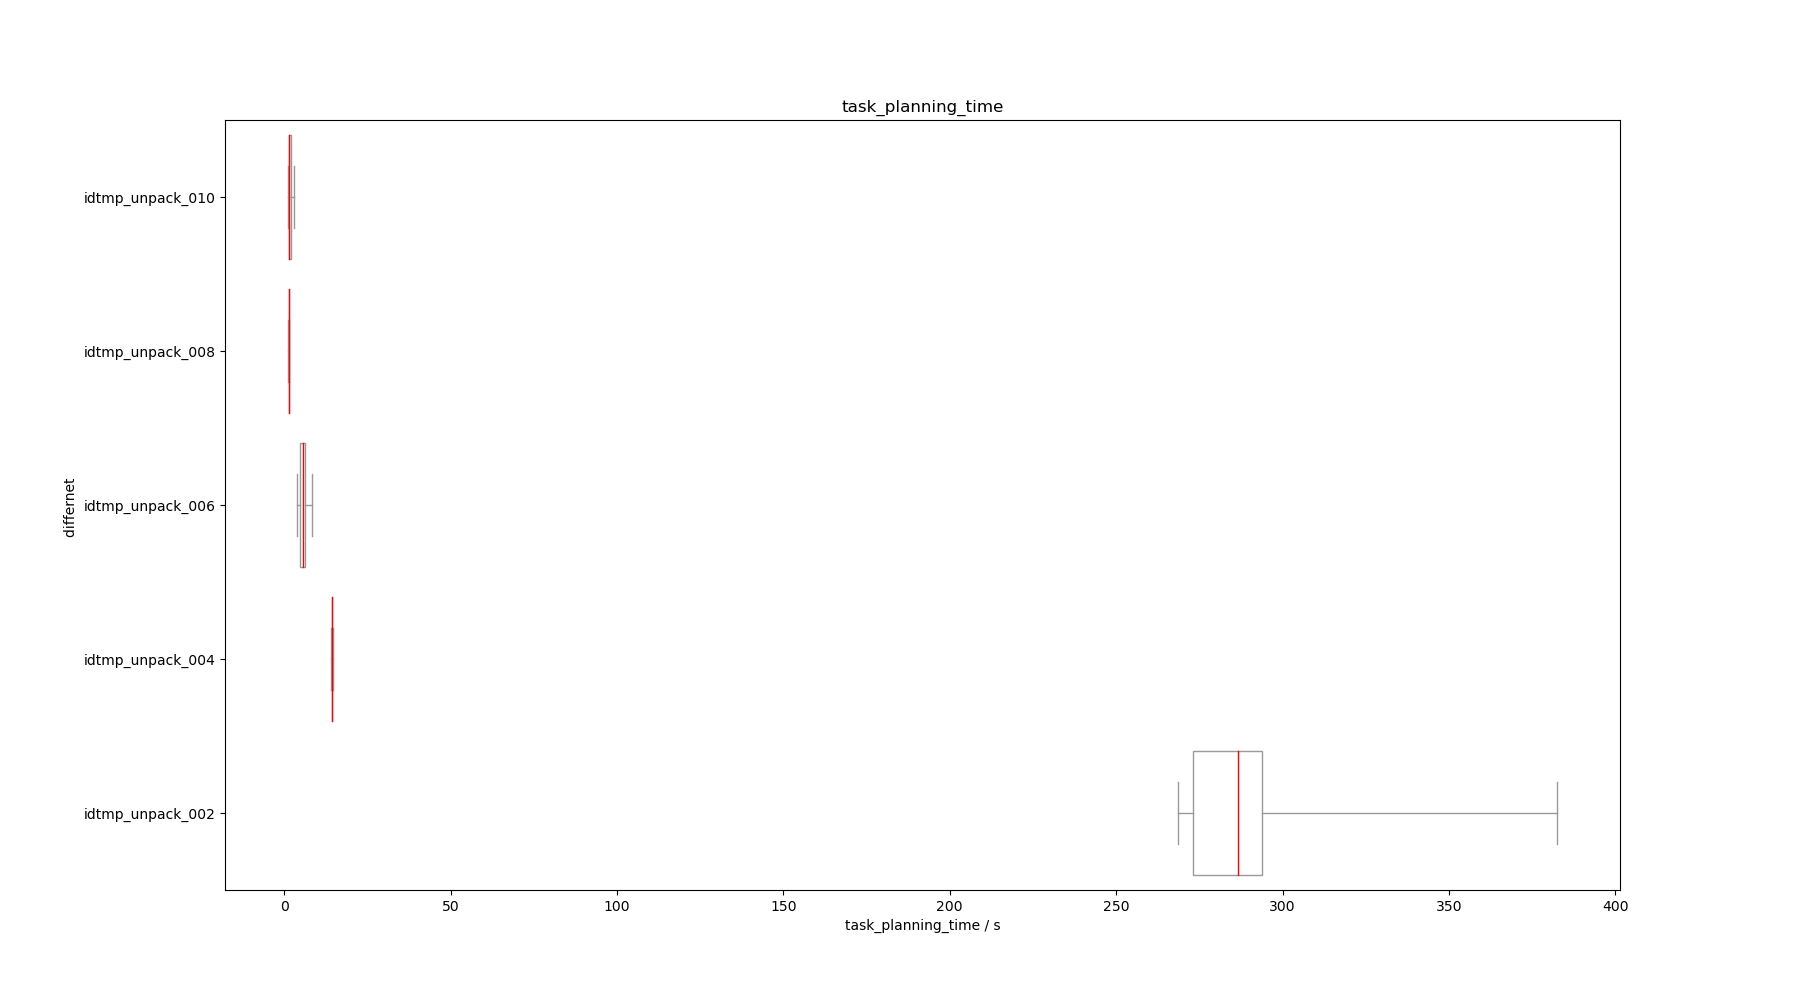 task_planning_time
idtmp_unpack_010
idtmp_unpack_008
idtmp_unpack_006
idtmp_unpack_004
idtmp_unpack_002
differnet
0 50 100 150 200 250 300 350 400
task_planning_time / s